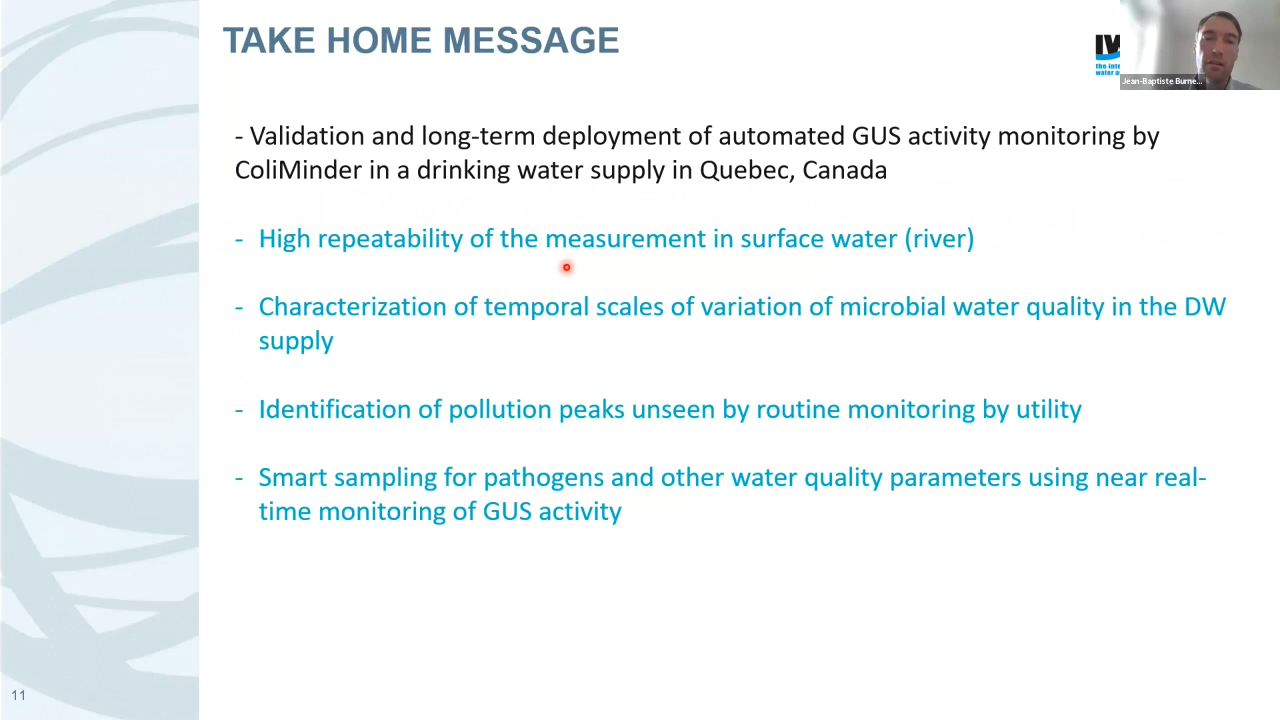 TAKE HOME MESSAGE
IW
the inte
water a
Jean-Baptiste Burne...
- Validation and long-term deployment of automated GUS activity monitoring by
ColiMinder in a drinking water supply in Quebec, Canada
- High repeatability of the measurement in surface water (river)
- Characterization of temporal scales of variation of microbial water quality in the DW
supply
- Identification of pollution peaks unseen by routine monitoring by utility
- Smart sampling for pathogens and other water quality parameters using near real-
time monitoring of GUS activity
11